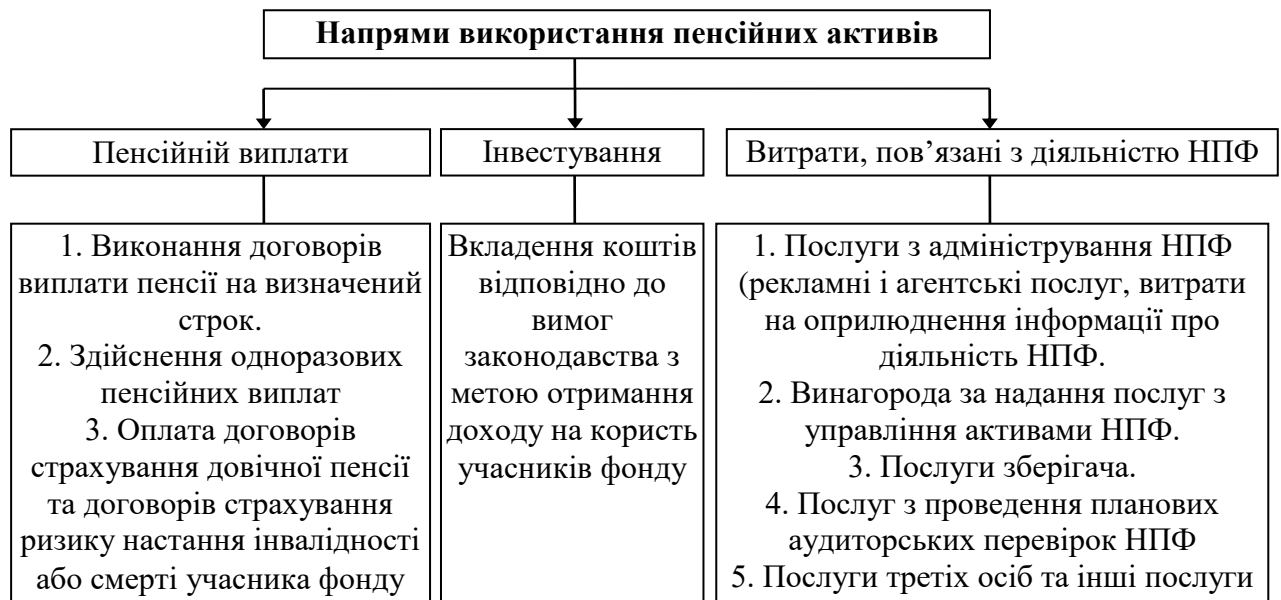 Напрями використання пенсійних активів
Пенсійній виплати
Інвестування
Витрати, пов’язані з діяльністю НПФ
1. Виконання договорів
виплати пенсії на визначений
строк.
2. Здійснення одноразових
пенсійних виплат
3. Оплата договорів
страхування довічної пенсії
та договорів страхування
ризику настання інвалідності
або смерті учасника фонду
Вкладення коштів
відповідно до
вимог
законодавства з
метою отримання
доходу на користь
учасників фонду
1. Послуги з адміністрування НПФ
(рекламні і агентські послуг, витрати
на оприлюднення інформації про
діяльність НПФ.
2. Винагорода за надання послуг з
управління активами НПФ.
3. Послуги зберігача.
4. Послуг з проведення планових
аудиторських перевірок НПФ
5. Послуги третіх осіб та інші послуги